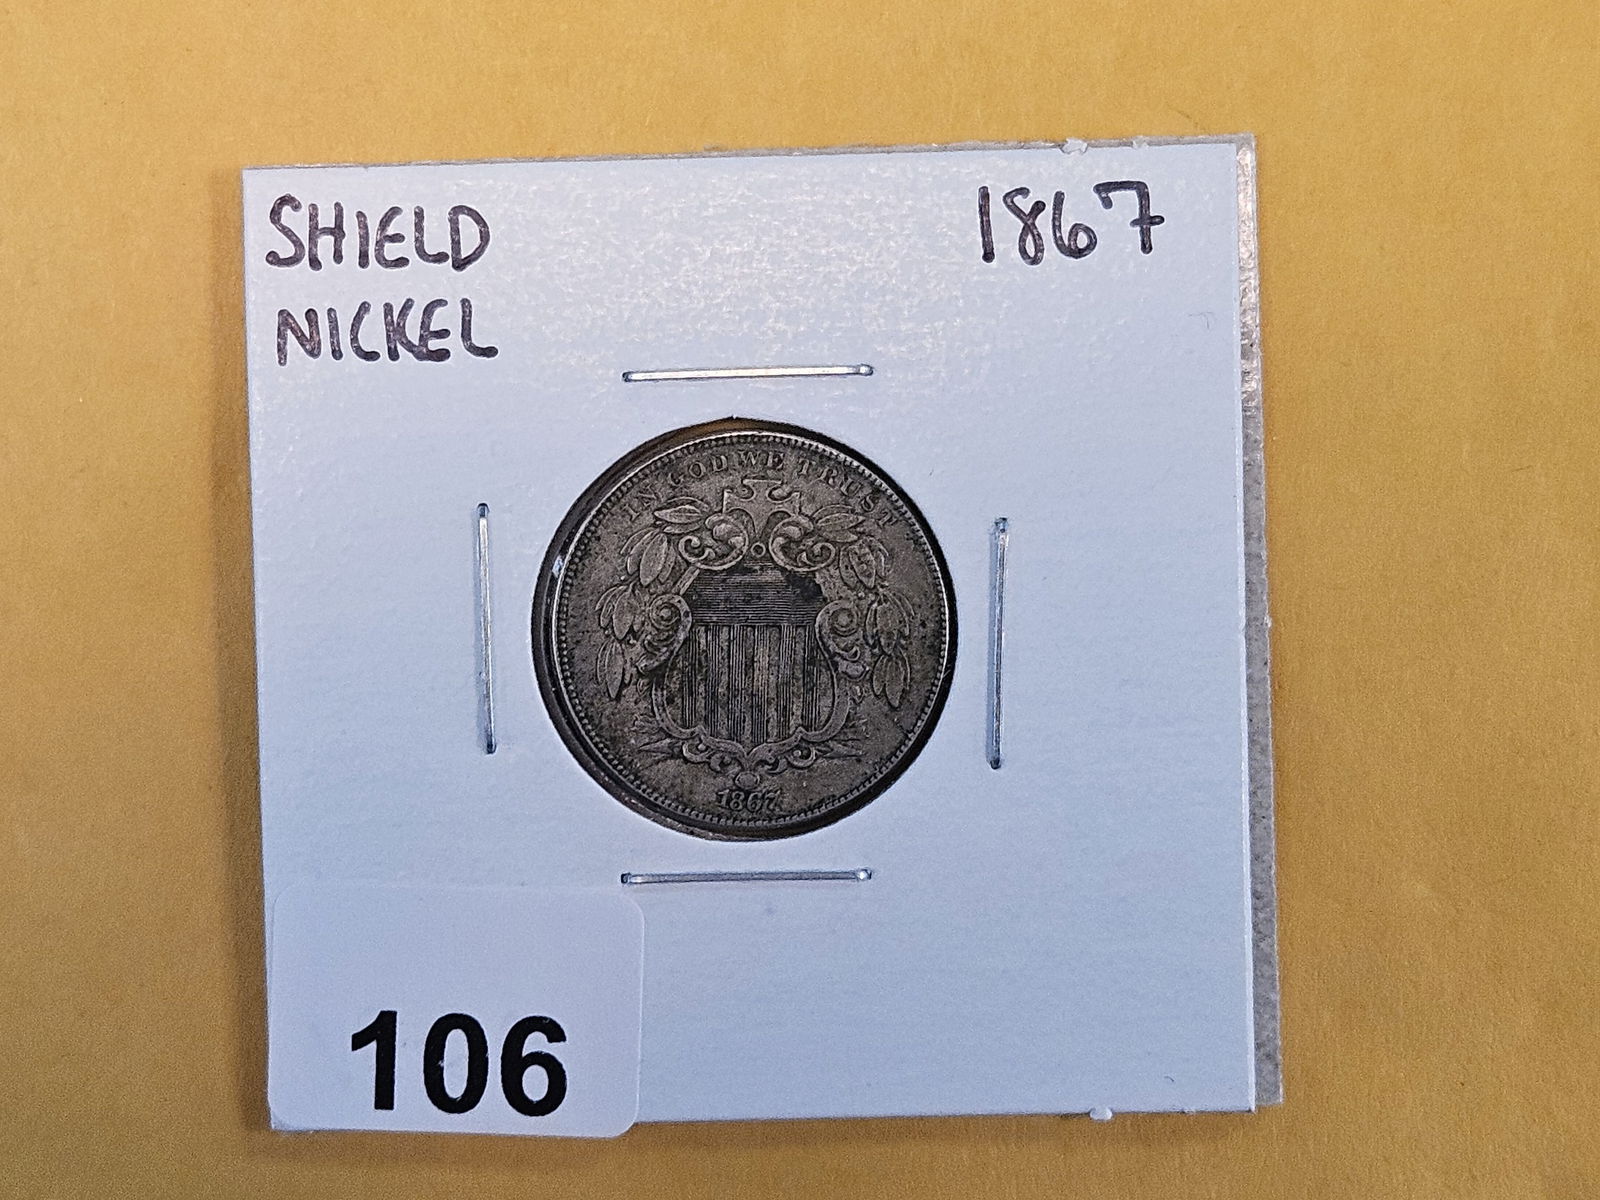 SHIELD
NICKEL
1867
IN GOD WE TRUST
1867
106